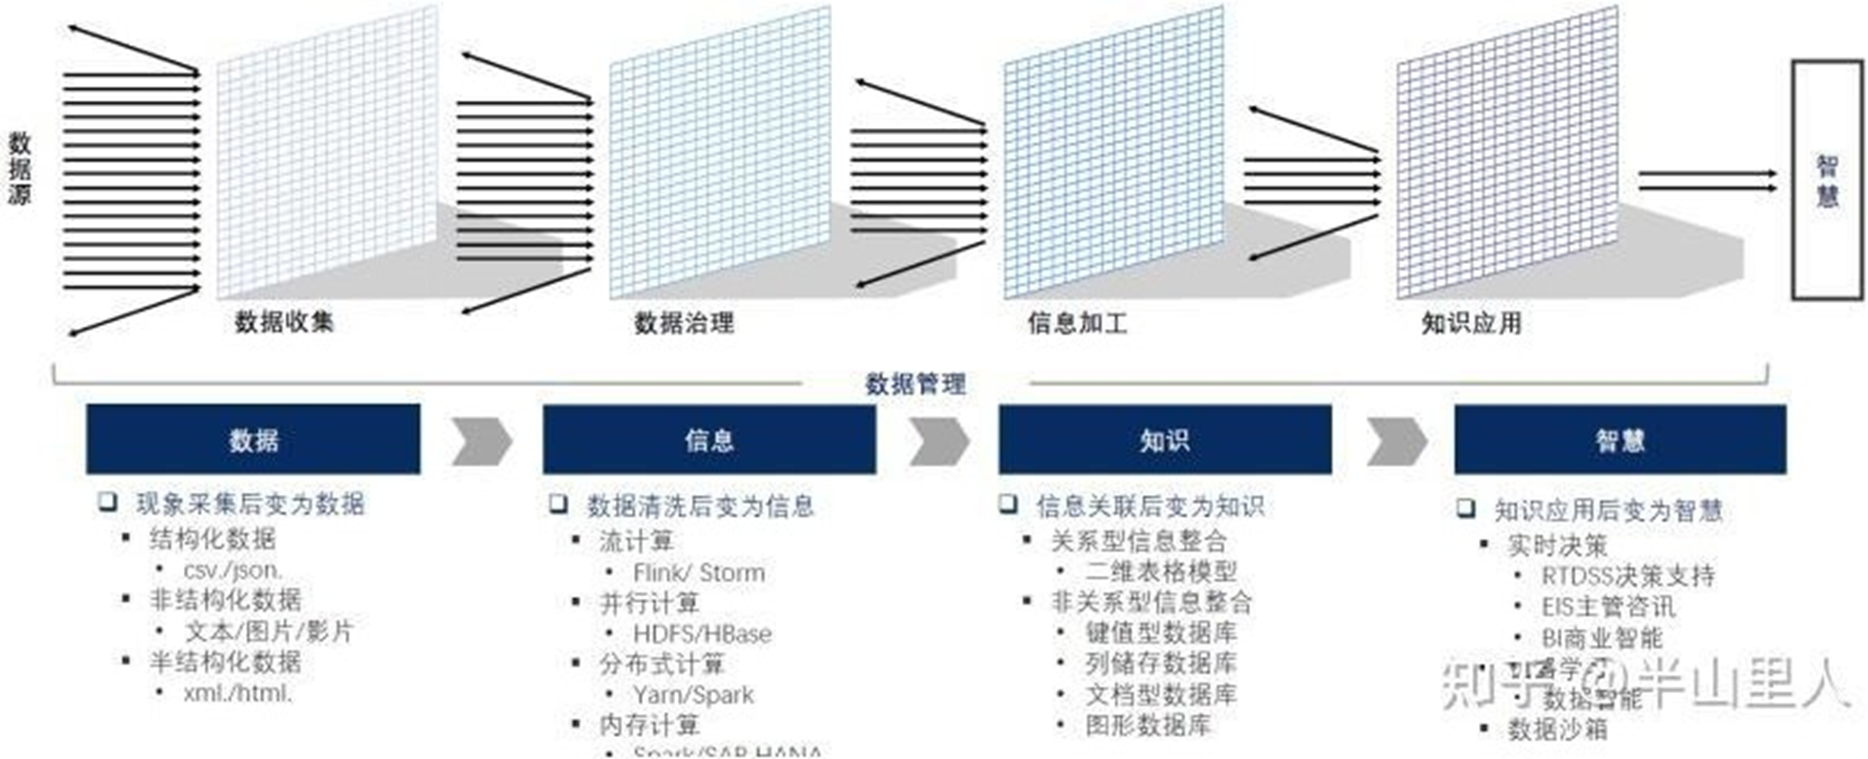 数据源
智慧
数据收集
数据治理
信息加工
知识应用
数据管理
数据
信息
知识
智慧
现象采集后变为数据
结构化数据
csv./json.
非结构化数据
文本/图片/影片
半结构化数据
xml./html.
数据清洗后变为信息
流计算
Flink/ Storm
并行计算
HDFS/HBase
分布式计算
Yarn/Spark
内存计算
Spark/SAP HANA
信息关联后变为知识
关系型信息整合
二维表格模型
非关系型信息整合
键值型数据库
列储存数据库
文档型数据库
图形数据库
知识应用后变为智慧
实时决策
RTDSS决策支持
EIS主管咨讯
BI商业智能
数据智能
数据沙箱
知乎 @半山里人